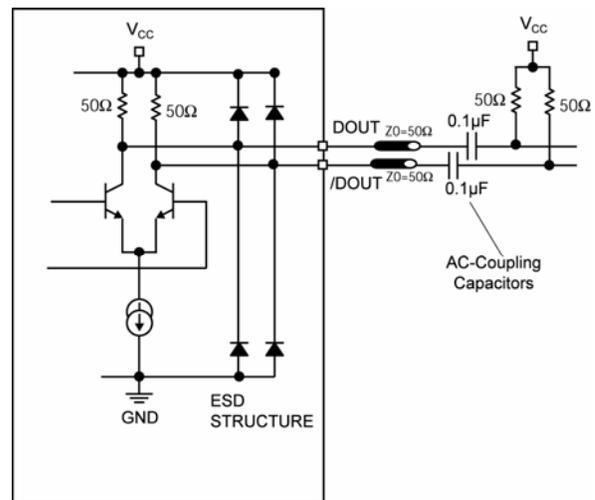 VCC
50Ω
50Ω
DOUT Z0=50Ω
/DOUT Z0=50Ω
0.1µF
0.1µF
VCC
50Ω
50Ω
AC-Coupling
Capacitors
ESD
STRUCTURE
GND